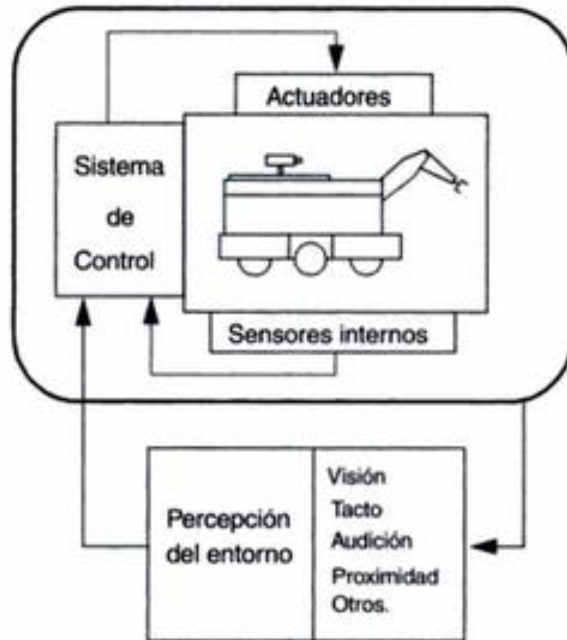 Actuadores
Sistema
de
Control
Sensores internos
Percepción
del entorno
Visión
Tacto
Audición
Proximidad
Otros.